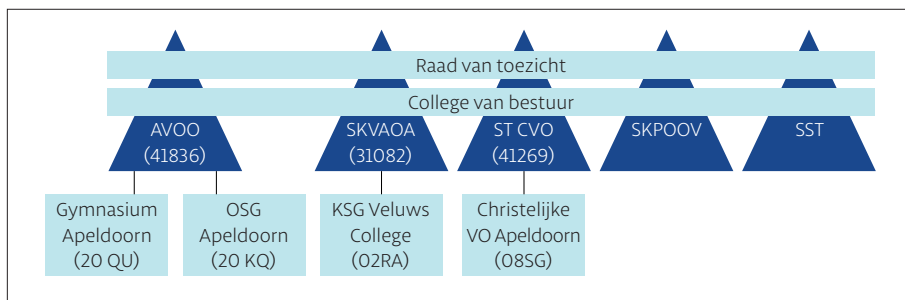 Raad van toezicht
College van bestuur
AVOO
(41836)
SKVAOA
(31082)
ST CVO
(41269)
SKPOOV
SST
Gymnasium
Apeldoorn
(20 QU)
OSG
Apeldoorn
(20 KQ)
KSG Veluws
College
(02RA)
Christelijke
VO Apeldoorn
(08SG)